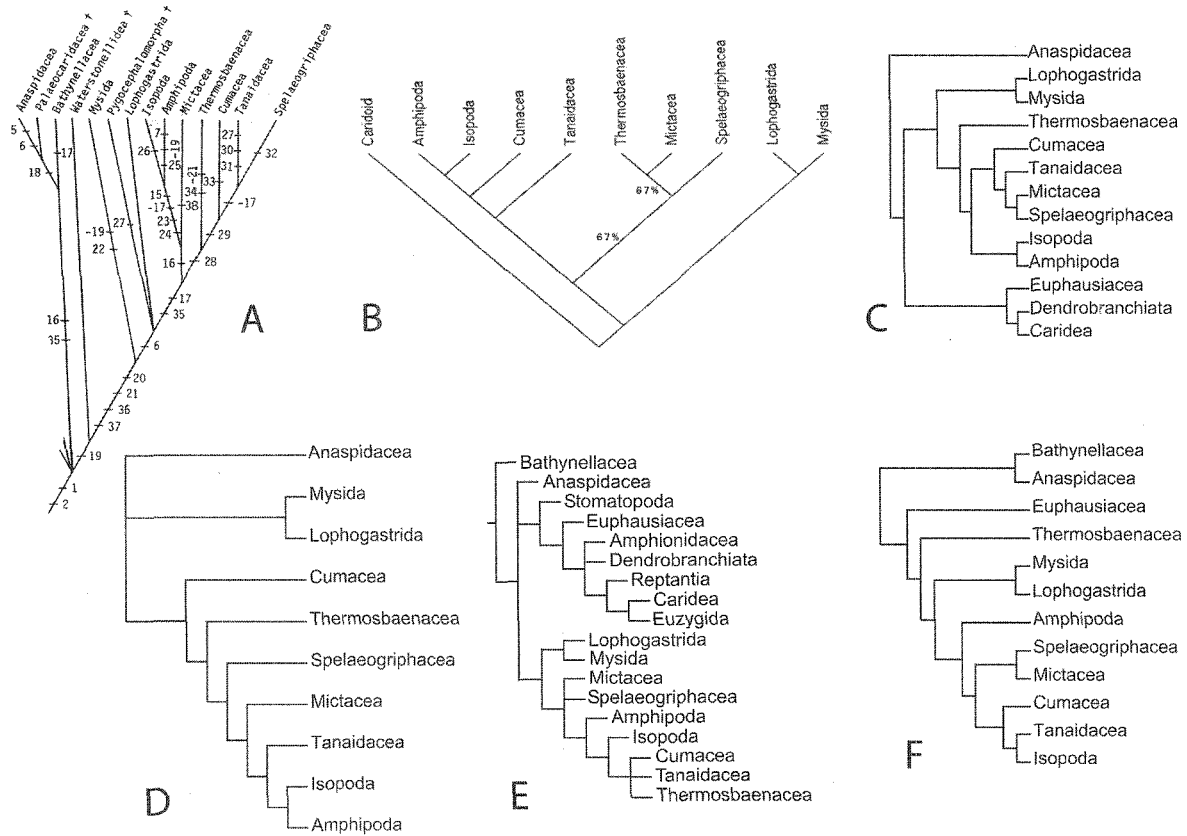 Anaspidacea
Palaeocaridacea †
Bathynellacea
Waterstonellidea †
Mysida
Pygocephalomorpha †
Lophogastrida
Isopoda
Amphipoda
Mictacea
Thermosbaenacea
Cumacea
Tanaidacea
Spelaeogriphacea
5
6
18
17
7
26
-19
25
15
-17
23
24
16
-21
34
38
33
27
30
31
32
-17
29
28
-19
22
27
17
35
16
35
6
20
21
36
37
19
1
2
A
Caridoid
Amphipoda
Isopoda
Cumacea
Tanaidacea
Thermosbaenacea
Mictacea
Spelaeogriphacea
Lophogastrida
Mysida
67%
67%
B
Anaspidacea
Lophogastrida
Mysida
Thermosbaenacea
Cumacea
Tanaidacea
Mictacea
Spelaeogriphacea
Isopoda
Amphipoda
Euphausiacea
Dendrobranchiata
Caridea
C
Anaspidacea
Mysida
Lophogastrida
Cumacea
Thermosbaenacea
Spelaeogriphacea
Mictacea
Tanaidacea
Isopoda
Amphipoda
D
Bathynellacea
Anaspidacea
Stomatopoda
Euphausiacea
Amphionidacea
Dendrobranchiata
Reptantia
Caridea
Euzygida
Lophogastrida
Mysida
Mictacea
Spelaeogriphacea
Amphipoda
Isopoda
Cumacea
Tanaidacea
Thermosbaenacea
E
Bathynellacea
Anaspidacea
Euphausiacea
Thermosbaenacea
Mysida
Lophogastrida
Amphipoda
Spelaeogriphacea
Mictacea
Cumacea
Tanaidacea
Isopoda
F